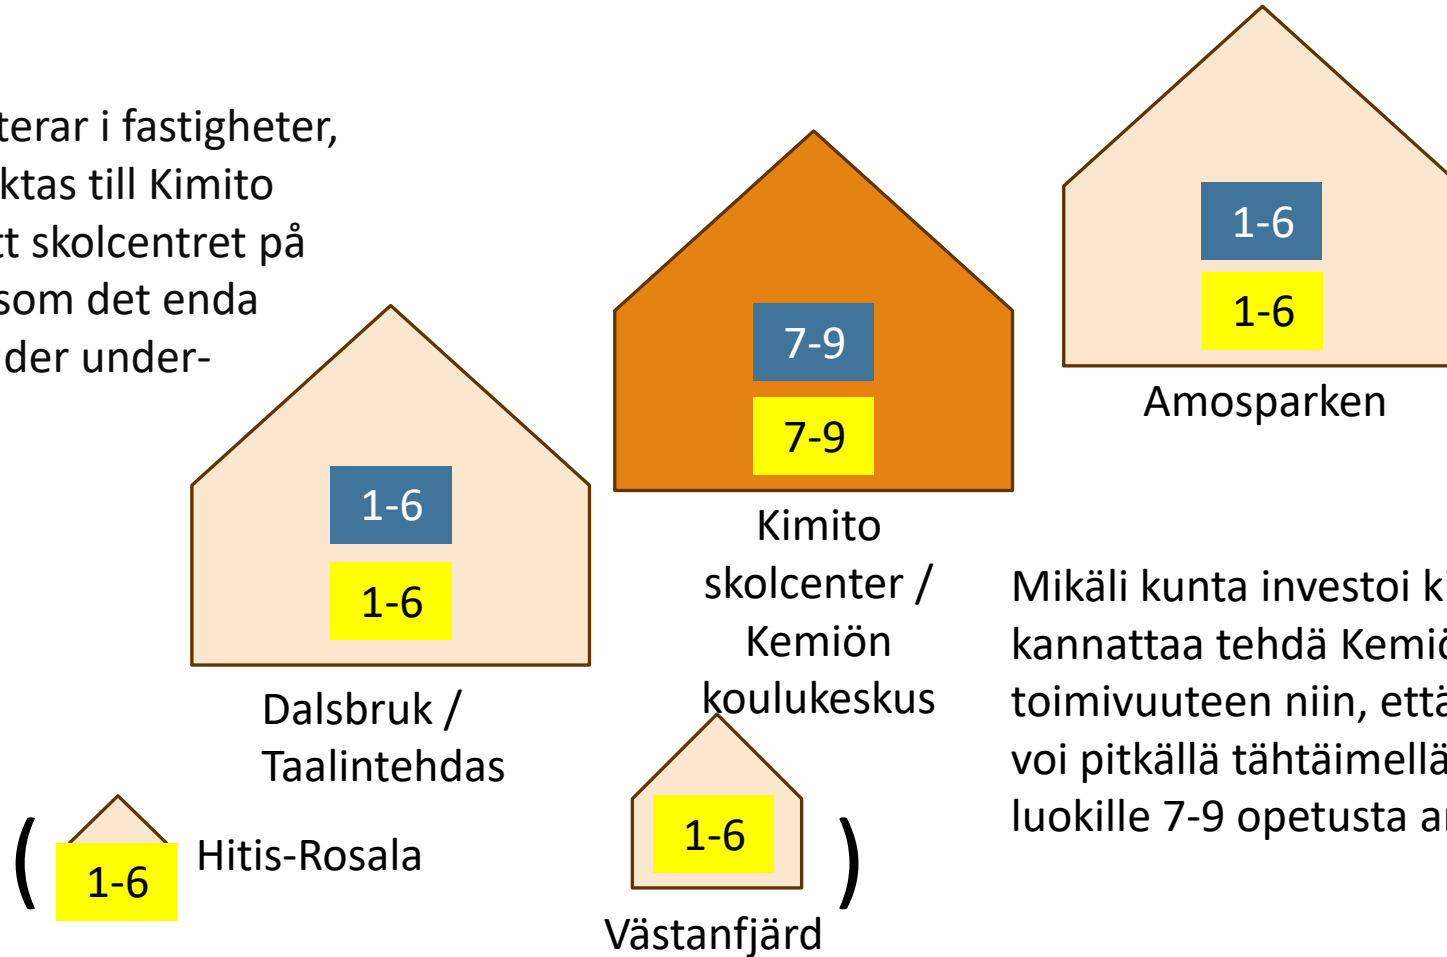 terar i fastigheter,
ktas till Kimito
tt skolcentret på
som det enda
der under-
1-6
1-6
Amosparken
7-9
7-9
Kimito
skolcenter /
Kemiön
koulukeskus
1-6
1-6
Dalsbruk /
Taalintehdas
Mikäli kunta investoi ki
kannattaa tehdä Kemiö
toimivuuteen niin, että
voi pitkällä tähtäimellä
luokille 7-9 opetusta
( 1-6 Hitis-Rosala
1-6 )
Västanfjärd